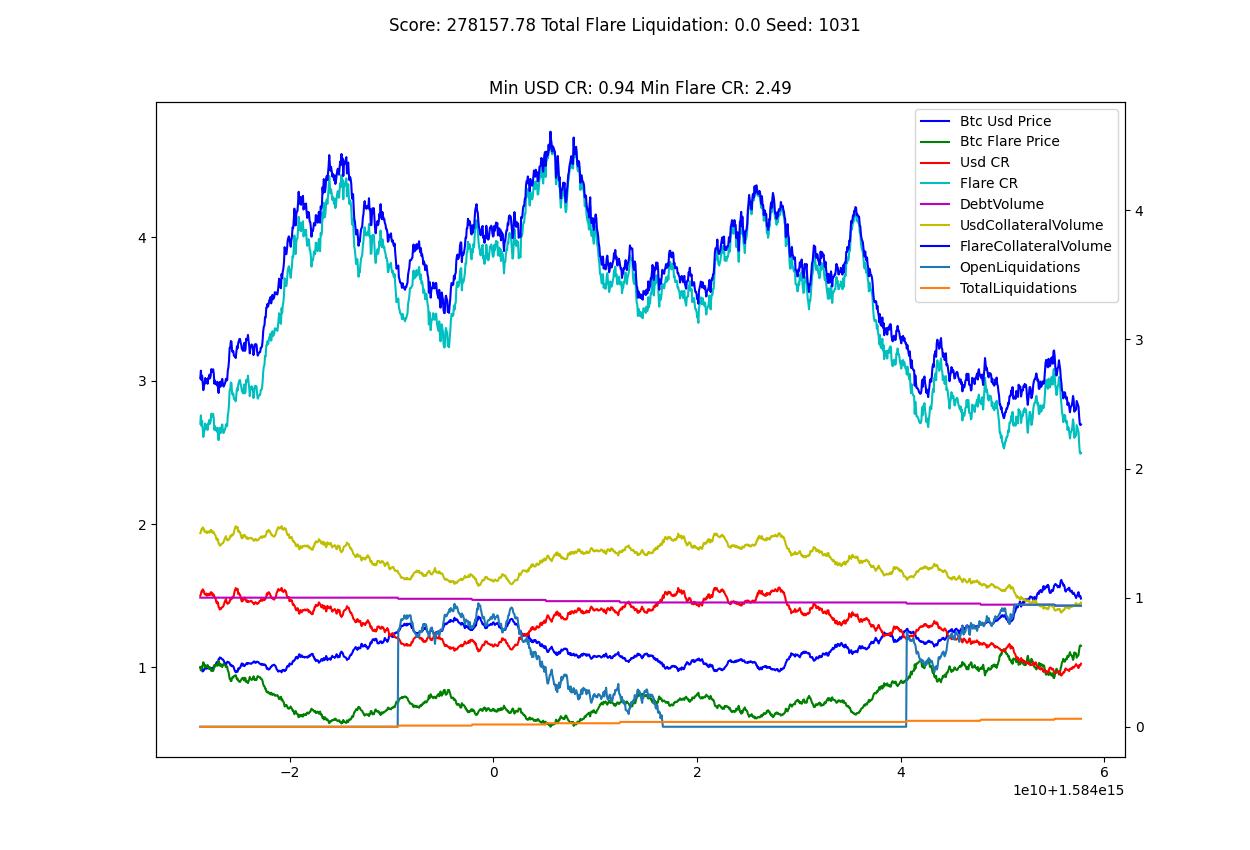 Score: 278157.78 Total Flare Liquidation: 0.0 Seed: 1031
Min USD CR: 0.94 Min Flare CR: 2.49
Btc Usd Price
Btc Flare Price
Usd CR
Flare CR
DebtVolume
UsdCollateralVolume
FlareCollateralVolume
OpenLiquidations
TotalLiquidations
4
3
2
1
4
3
2
1
0
−2
0
2
4
6
1e10+1.584e15